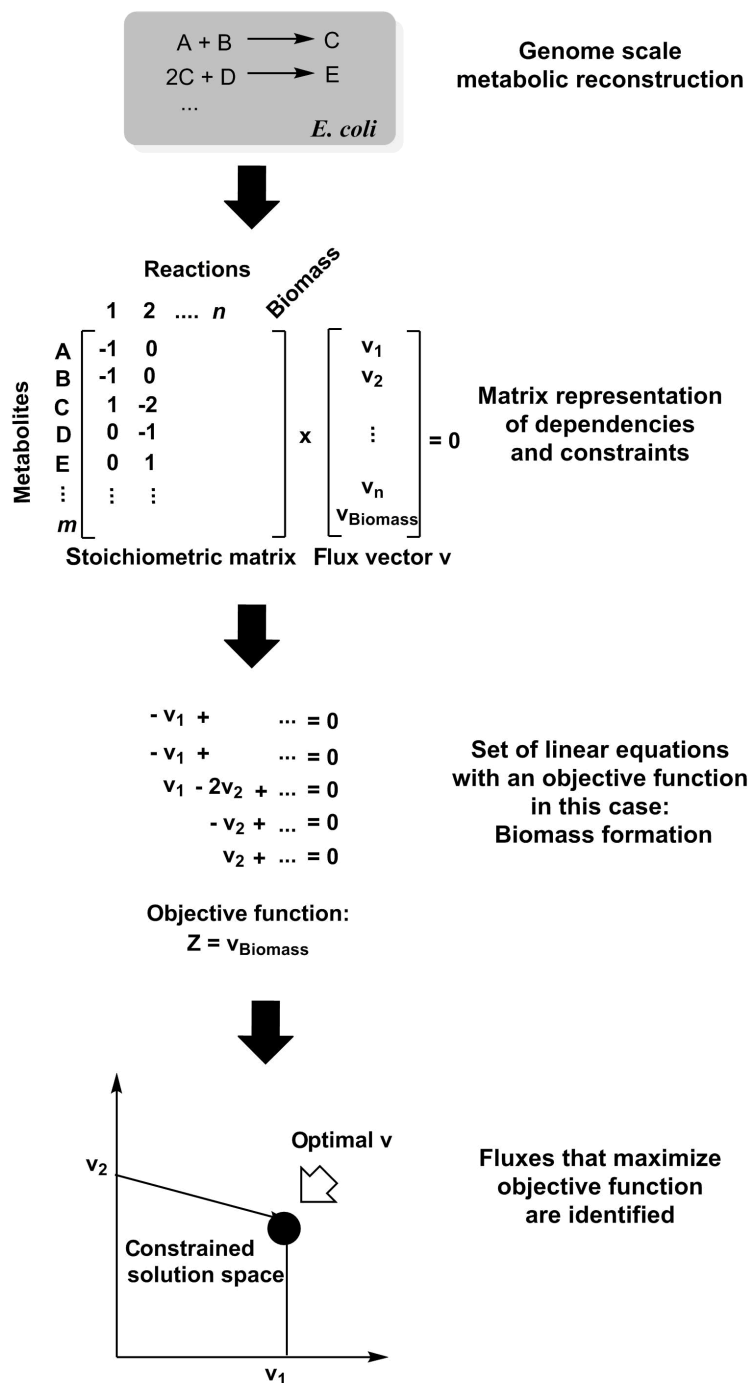 A + B → C
2C + D → E
...
E. coli
Genome scale
metabolic reconstruction
Reactions
Biomass
1 2 .... n
Metabolites
A -1 0
B -1 0
C 1 -2
D 0 -1
E 0 1
⋮ ⋮ ⋮
m
x
v1
v2
⋮
vn
vBiomass
= 0
Stoichiometric matrix Flux vector v
Matrix representation
of dependencies
and constraints
- v1 + ... = 0
- v1 + ... = 0
v1 - 2v2 + ... = 0
- v2 + ... = 0
v2 + ... = 0
Objective function:
Z = vBiomass
Set of linear equations
with an objective function
in this case:
Biomass formation
v2
Optimal v
Constrained
solution space
v1
Fluxes that maximize
objective function
are identified